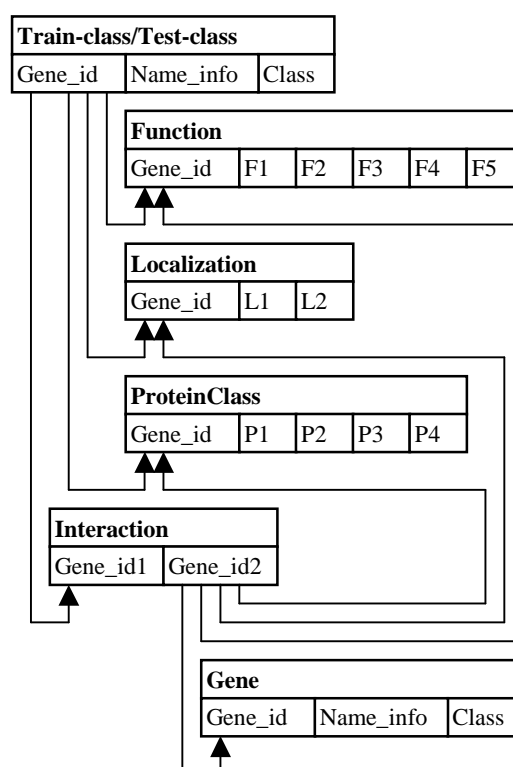 Train-class/Test-class
Gene_id Name_info Class
Function
Gene_id F1 F2 F3 F4 F5
Localization
Gene_id L1 L2
ProteinClass
Gene_id P1 P2 P3 P4
Interaction
Gene_id1 Gene_id2
Gene
Gene_id Name_info Class